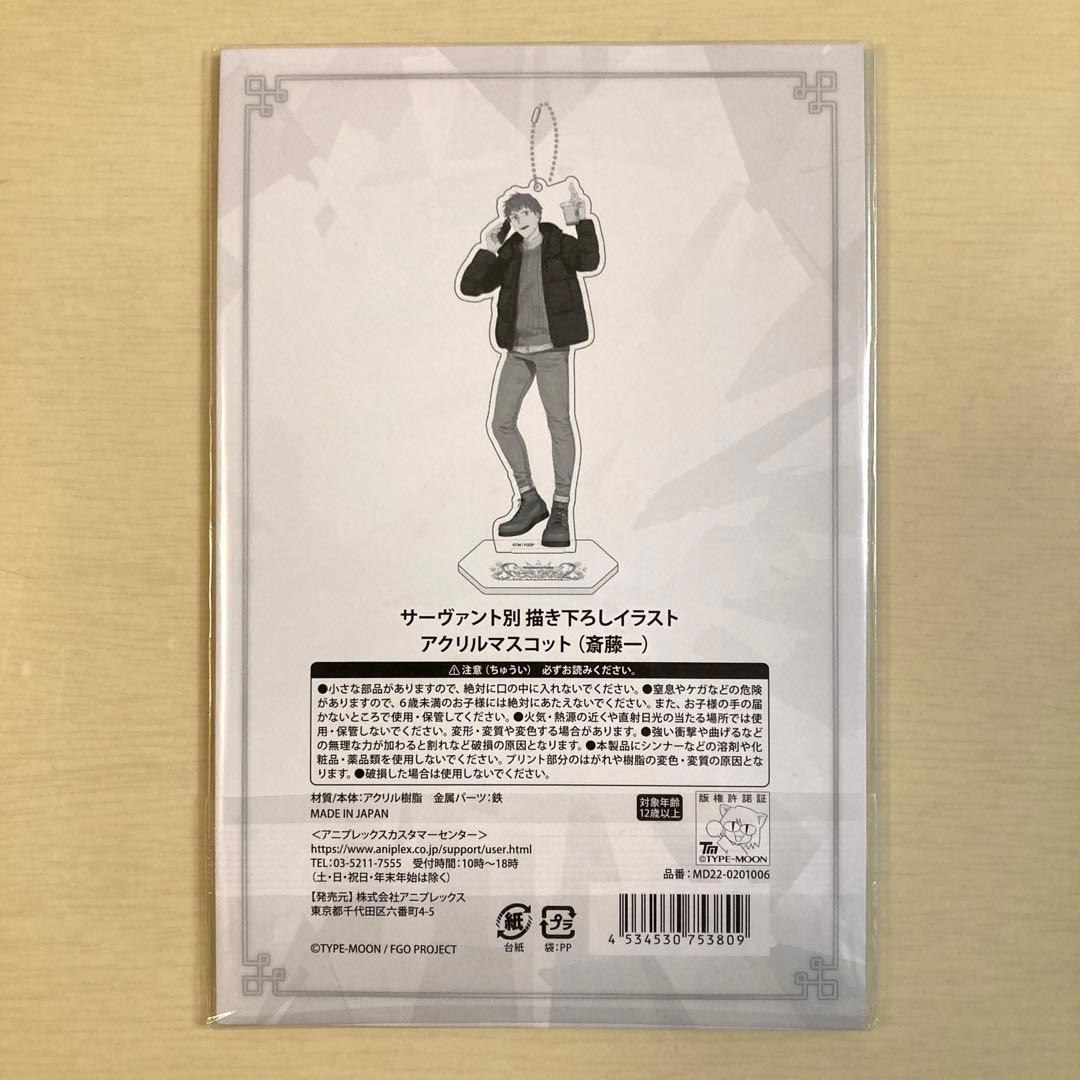 ©TM / FGOP
サーヴァント別 描き下ろしイラスト
アクリルマスコット（斎藤一）
⚠注意（ちゅうい） 必ずお読みください。
●小さな部品がありますので、絶対に口の中に入れないでください。●窒息やケガなどの危険
がありますので、６歳未満のお子様には絶対にあたえないでください。また、お子様の手の届
かないところで使用・保管してください。●火気・熱源の近くや直射日光の当たる場所では使
用・保管しないでください。変形・変質や変色する場合があります。●強い衝撃や曲げるなど
の無理な力が加わると割れなど破損の原因となります。●本製品にシンナーなどの溶剤や化
粧品・薬品類を使用しないでください。プリント部分のはがれや樹脂の変色・変質の原因とな
ります。●破損した場合は使用しないでください。
材質/本体：アクリル樹脂 金属パーツ：鉄
MADE IN JAPAN
対象年齢
12歳以上
版権許諾証
TM
©TYPE-MOON
品番：MD22-0201006
＜アニプレックスカスタマーセンター＞
https://www.aniplex.co.jp/support/user.html
TEL：03-5211-7555 受付時間：10時～18時
（土・日・祝日・年末年始は除く）
【発売元】株式会社アニプレックス
東京都千代田区六番町4-5
©TYPE-MOON / FGO PROJECT
紙
台紙
プラ
袋：PP
4 534530 753809